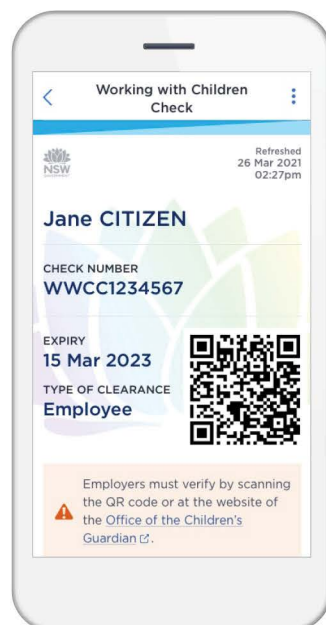 Working with Children
Check
NSW
GOVERNMENT
Refreshed
26 Mar 2021
02:27pm
Jane CITIZEN
CHECK NUMBER
WWCC1234567
EXPIRY
15 Mar 2023
TYPE OF CLEARANCE
Employee
Employers must verify by scanning
the QR code or at the website of
the Office of the Children's
Guardian
.